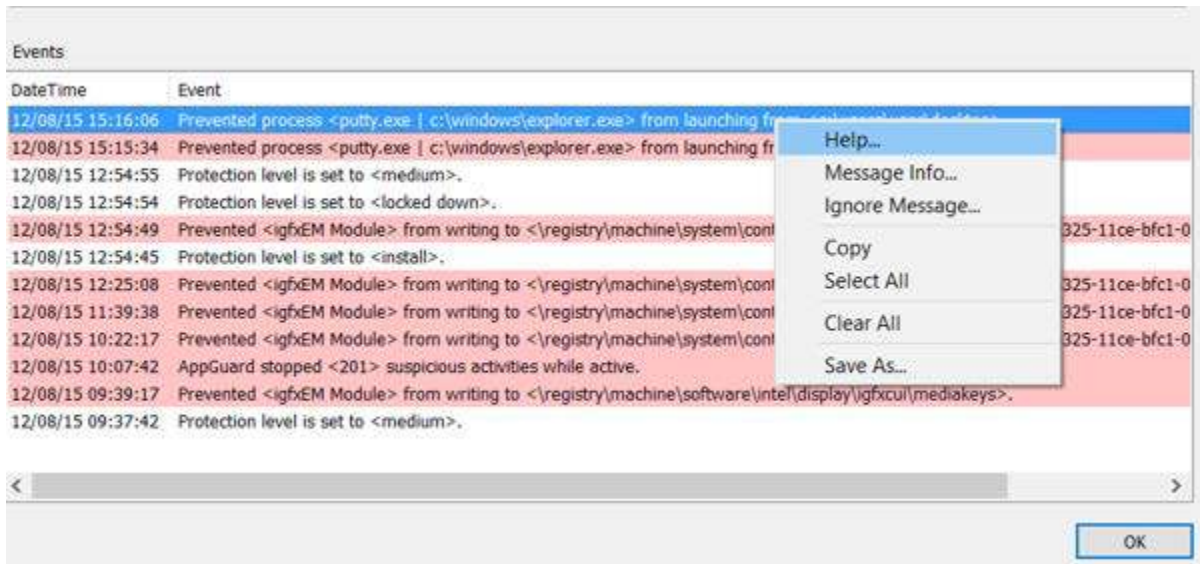 Events
DateTime Event
12/08/15 15:16:06 Prevented process <putty.exe | c:\windows\explorer.exe> from launching
12/08/15 15:15:34 Prevented process <putty.exe | c:\windows\explorer.exe> from launching
12/08/15 12:54:55 Protection level is set to <medium>.
12/08/15 12:54:54 Protection level is set to <locked down>.
12/08/15 12:54:49 Prevented <igfxEM Module> from writing to <\registry\machine\system\con 325-11ce-bfc1-0
12/08/15 12:54:45 Protection level is set to <install>.
12/08/15 12:25:08 Prevented <igfxEM Module> from writing to <\registry\machine\system\con 325-11ce-bfc1-0
12/08/15 11:39:38 Prevented <igfxEM Module> from writing to <\registry\machine\system\con 325-11ce-bfc1-0
12/08/15 10:22:17 Prevented <igfxEM Module> from writing to <\registry\machine\system\con 325-11ce-bfc1-0
12/08/15 10:07:42 AppGuard stopped <201> suspicious activities while active.
12/08/15 09:39:17 Prevented <igfxEM Module> from writing to <\registry\machine\software\intel\display\igfxcui\mediakeys>.
12/08/15 09:37:42 Protection level is set to <medium>.
Help...
Message Info...
Ignore Message...
Copy
Select All
Clear All
Save As...
OK